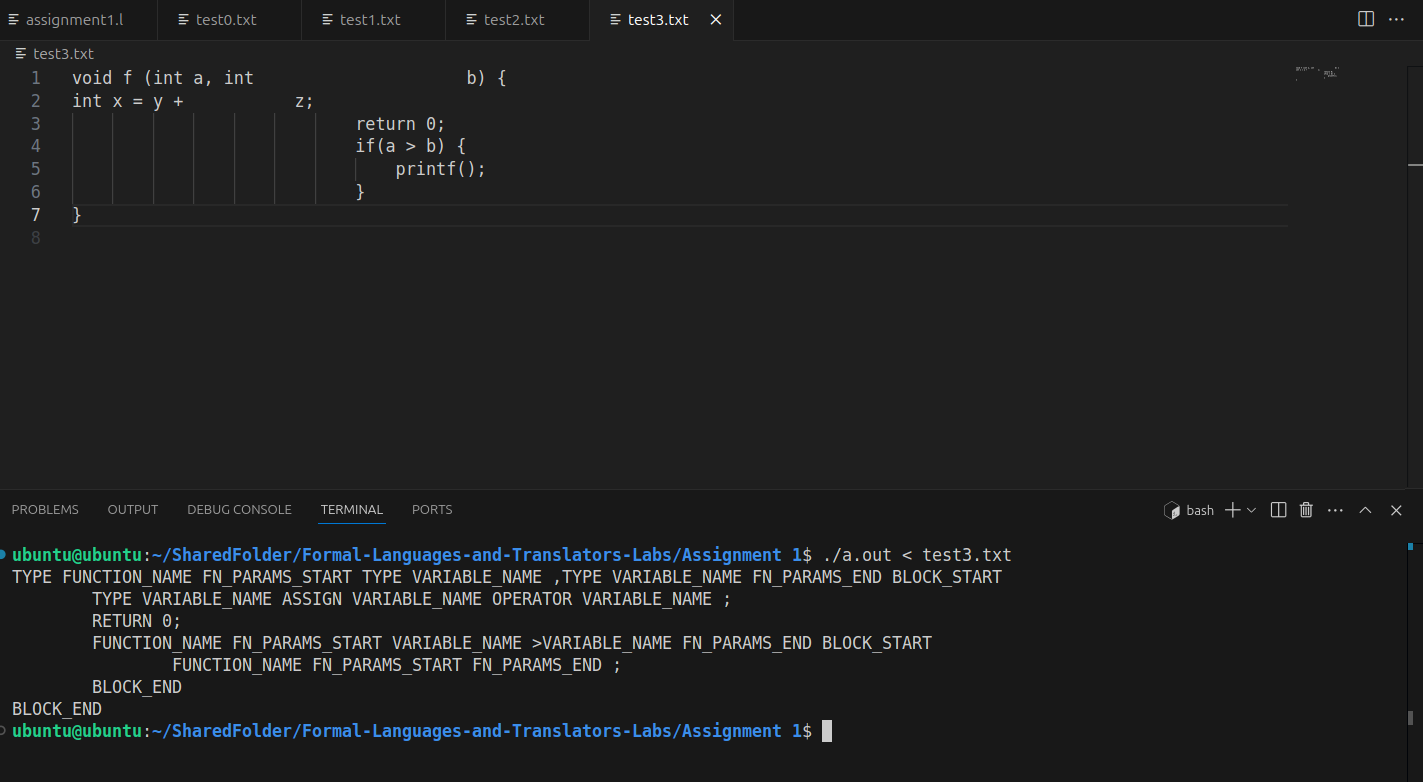 assignment1.l test0.txt test1.txt test2.txt test3.txt
test3.txt
1 void f (int a, int                     b) {
2 int x = y +           z;
3                             return 0;
4                             if(a > b) {
5                                 printf();
6                             }
7 }
8
PROBLEMS OUTPUT DEBUG CONSOLE TERMINAL PORTS bash
ubuntu@ubuntu:~/SharedFolder/Formal-Languages-and-Translators-Labs/Assignment 1$ ./a.out < test3.txt
TYPE FUNCTION_NAME FN_PARAMS_START TYPE VARIABLE_NAME ,TYPE VARIABLE_NAME FN_PARAMS_END BLOCK_START
        TYPE VARIABLE_NAME ASSIGN VARIABLE_NAME OPERATOR VARIABLE_NAME ;
        RETURN 0;
        FUNCTION_NAME FN_PARAMS_START VARIABLE_NAME >VARIABLE_NAME FN_PARAMS_END BLOCK_START
                FUNCTION_NAME FN_PARAMS_START FN_PARAMS_END ;
        BLOCK_END
BLOCK_END
ubuntu@ubuntu:~/SharedFolder/Formal-Languages-and-Translators-Labs/Assignment 1$